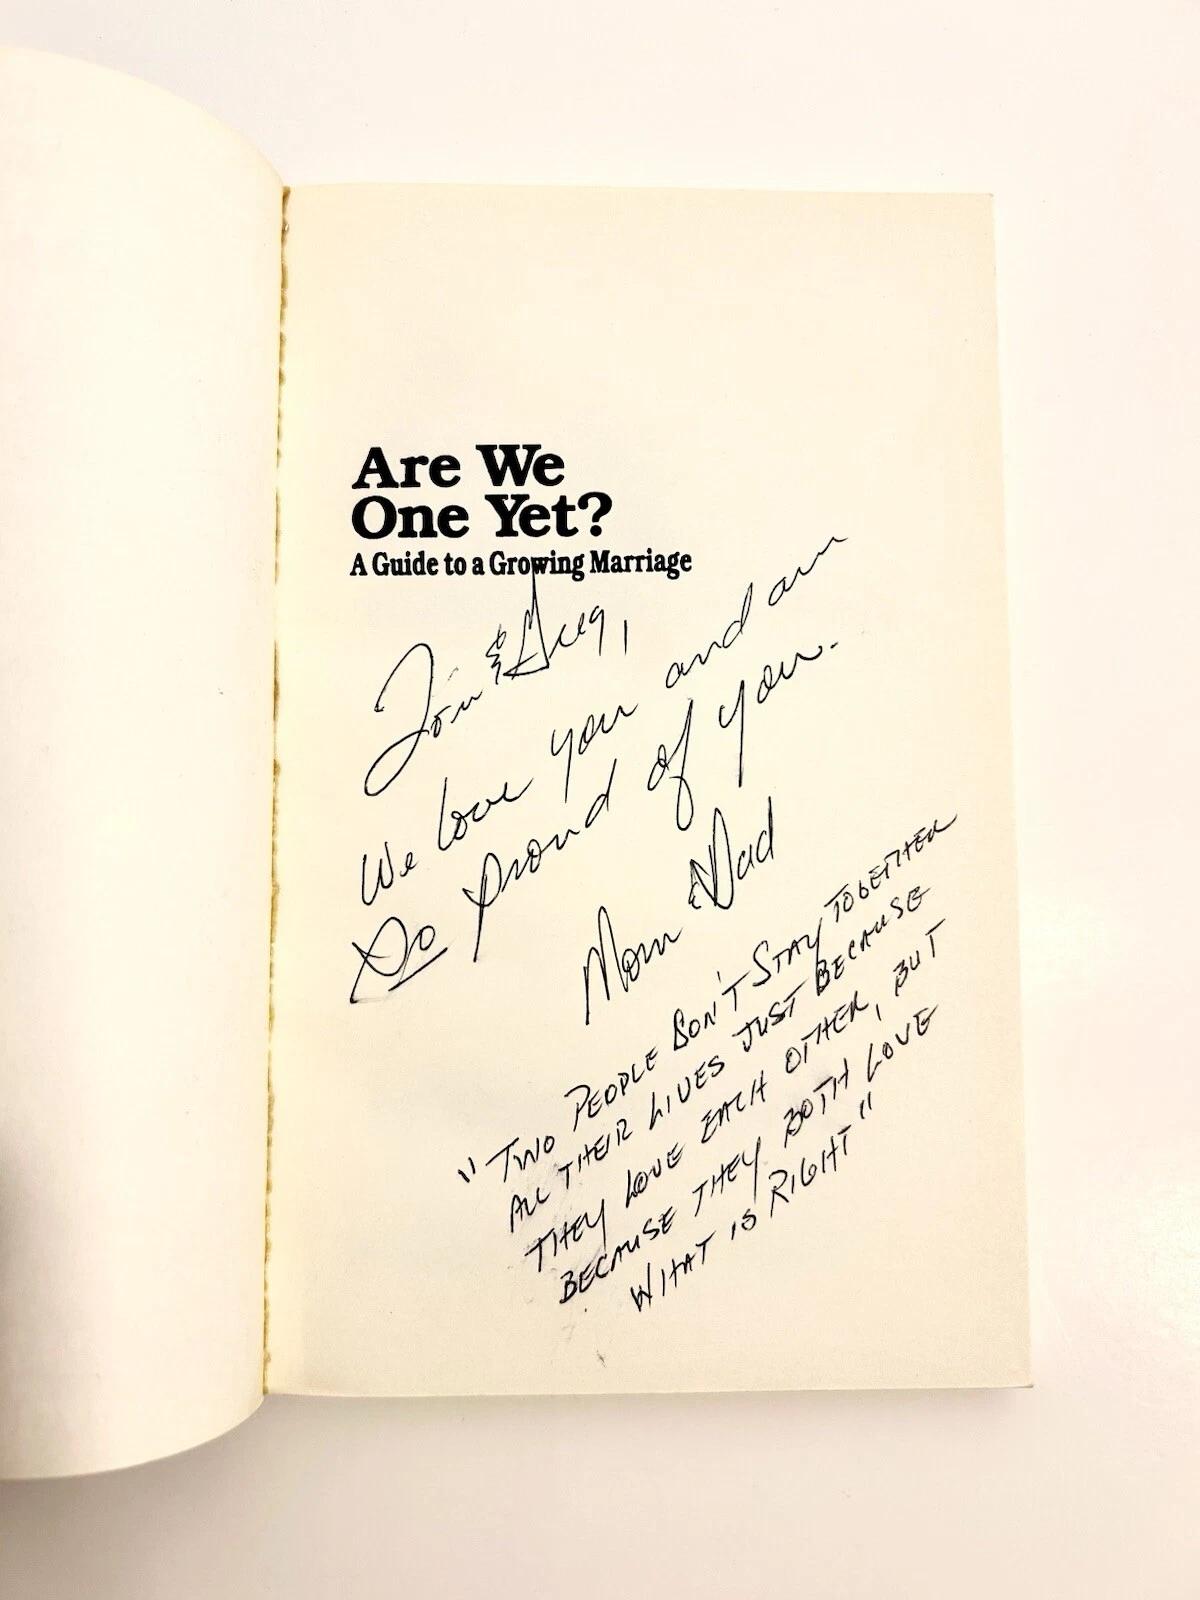 Are We
One Yet?
A Guide to a Growing Marriage
& Greg,
We love you and are
So proud of you.
Mom & Dad
"TWO PEOPLE DON'T STAY TOGETHER
ALL THEIR LIVES JUST BECAUSE
THEY LOVE EACH OTHER, BUT
BECAUSE THEY BOTH LOVE
WHAT IS RIGHT"